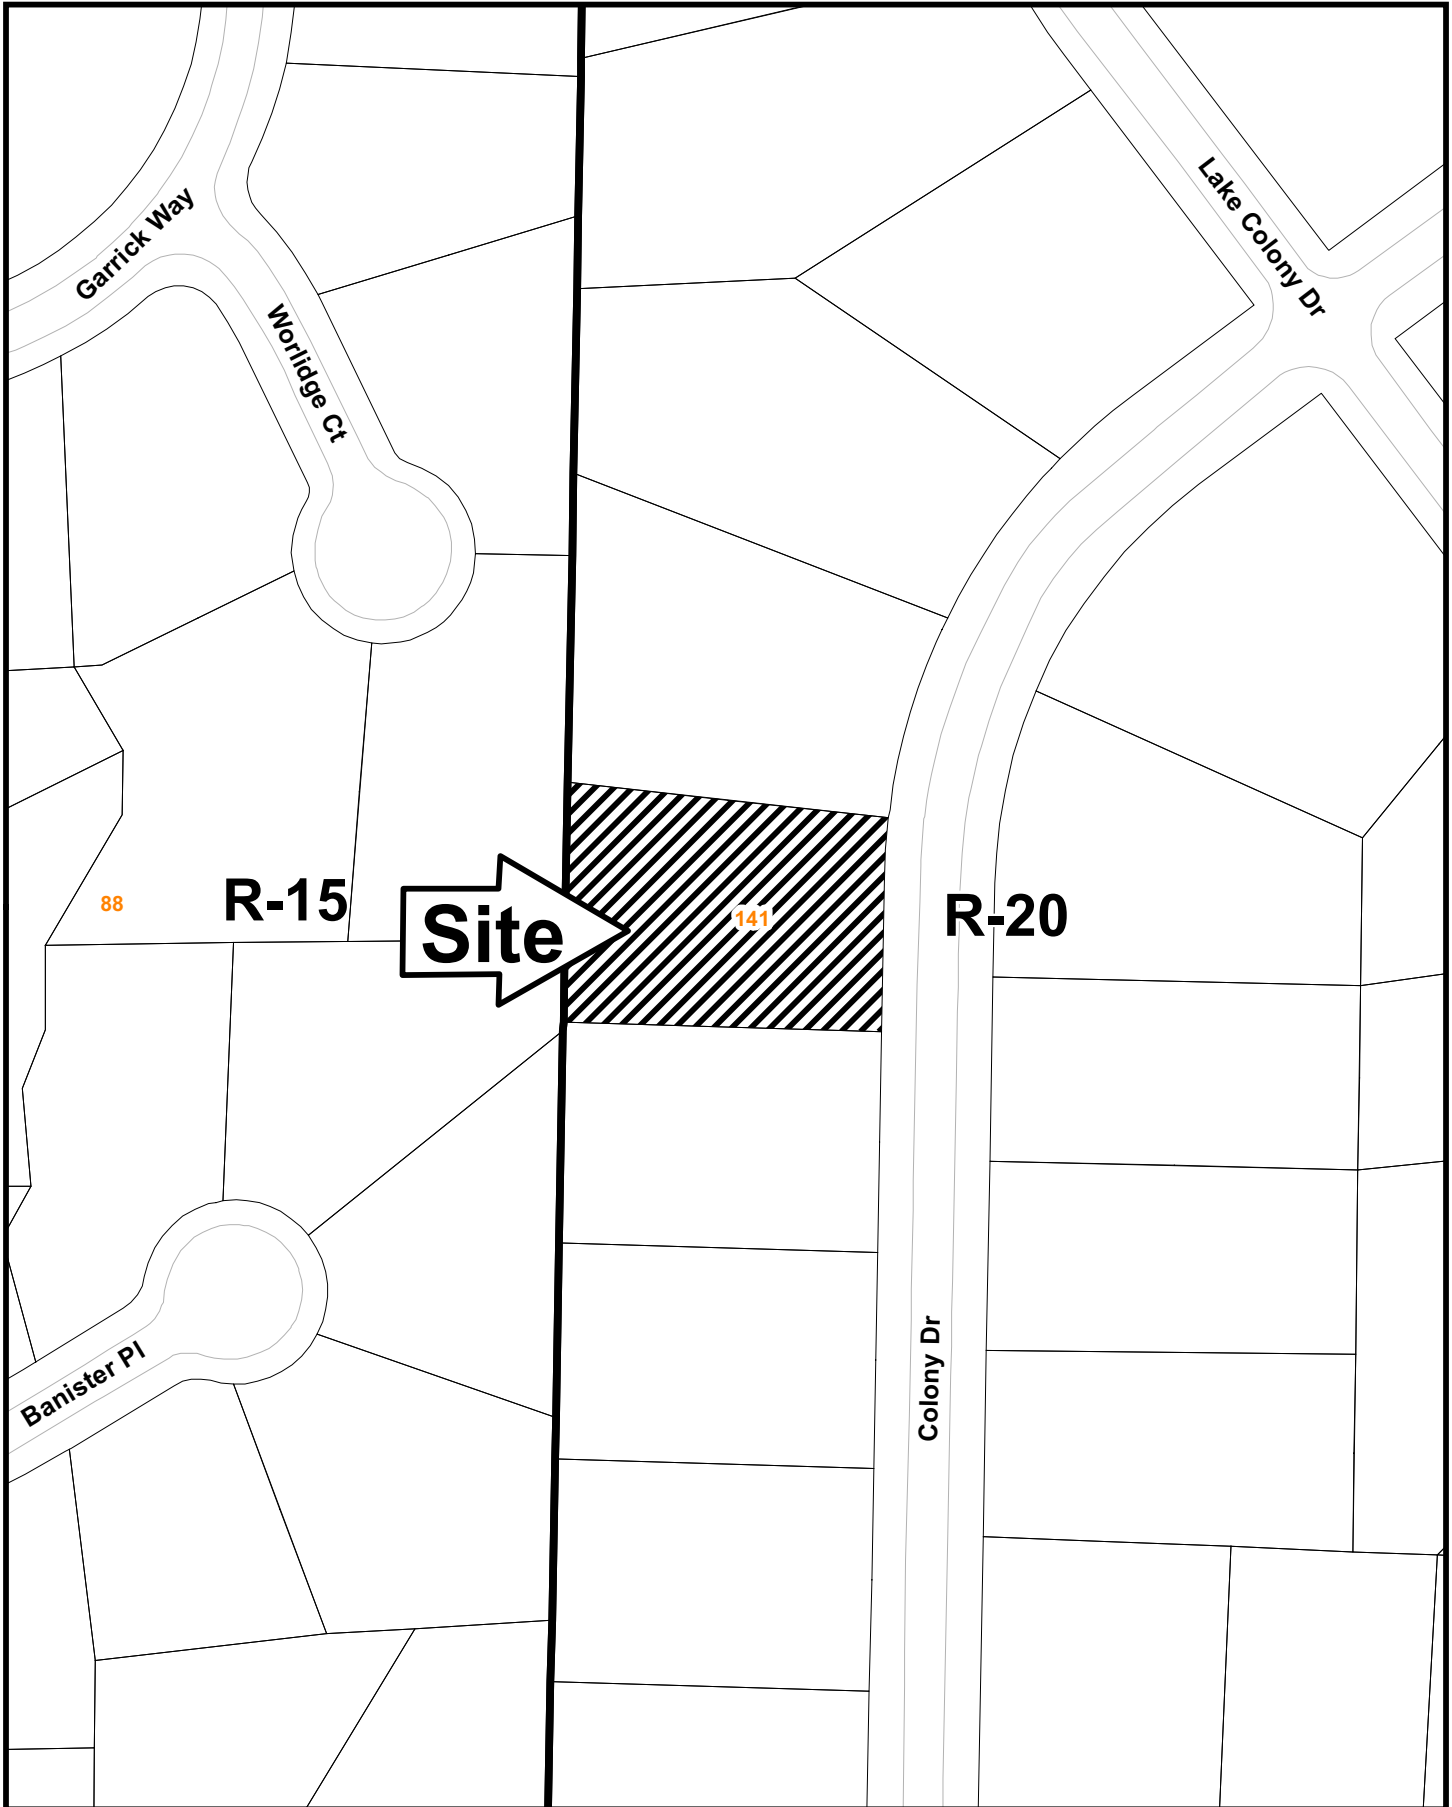 Garrick Way
Lake Colony Dr
Worlidge Ct
88
R-15
Site
141
R-20
Colony Dr
Banister Pl